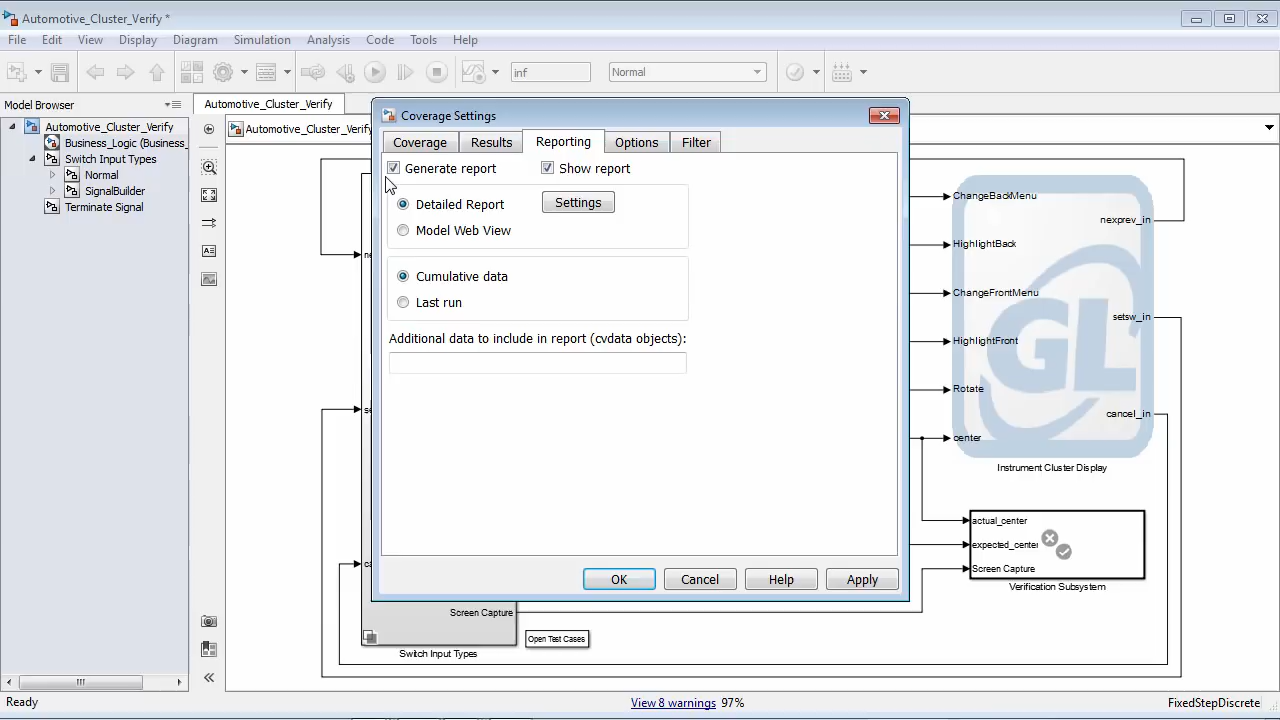 Automotive_Cluster_Verify *
File Edit View Display Diagram Simulation Analysis Code Tools Help
inf
Normal
Model Browser
Automotive_Cluster_Verify
Business_Logic (Business_
Switch Input Types
Normal
SignalBuilder
Terminate Signal
Automotive_Cluster_Verify
Automotive_Cluster_Verify
Coverage Settings
Coverage Results Reporting Options Filter
Generate report Show report
Detailed Report Settings
Model Web View
Cumulative data
Last run
Additional data to include in report (cvdata objects):
OK Cancel Help Apply
ChangeBackMenu
nexprev_in
HighlightBack
ChangeFrontMenu
setsw_in
HighlightFront
GL
Rotate
cancel_in
center
Instrument Cluster Display
actual_center
expected_center
Screen Capture
Verification Subsystem
Screen Capture
Switch Input Types
Open Test Cases
Ready
View 8 warnings 97%
FixedStepDiscrete